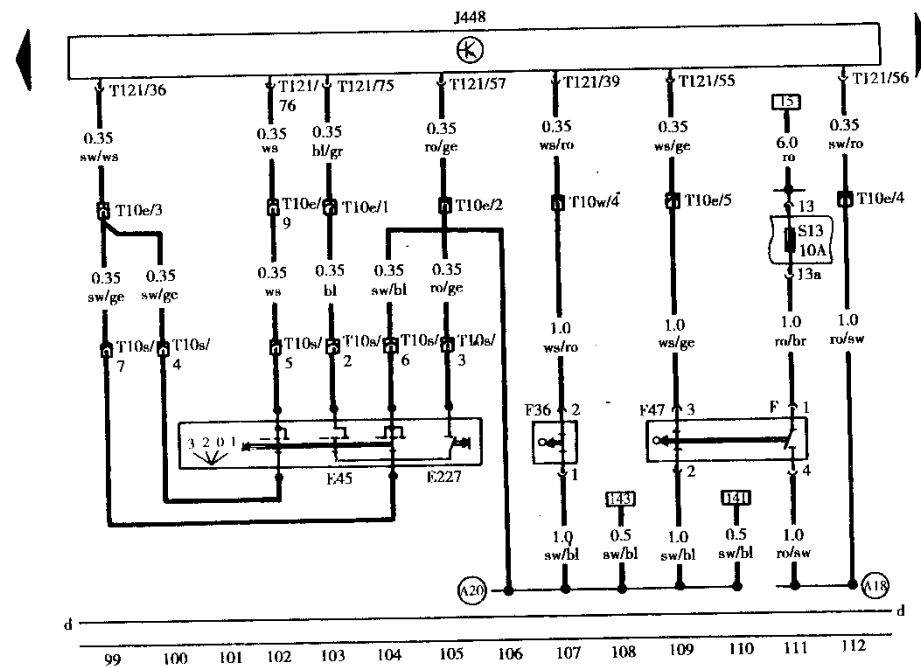 J448
T121/36
T121/
76
T121/75
T121/57
T121/39
T121/55
T121/56
15
0.35
sw/ws
0.35
ws
0.35
bl/gr
0.35
ro/ge
0.35
ws/ro
0.35
ws/ge
6.0
ro
0.35
sw/ro
T10e/3
T10e/
9
T10e/1
T10e/2
T10w/4
T10e/5
13
T10e/4
S13
10A
13a
0.35
sw/ge
0.35
sw/ge
0.35
ws
0.35
bl
0.35
sw/bl
0.35
ro/ge
1.0
ws/ro
1.0
ws/ge
1.0
ro/br
1.0
ro/sw
T10s/
7
T10s/
4
T10s/
5
T10s/
2
T10s/
6
T10s/
3
F36
2
F47
3
F
1
3 2 0 1
E45
E227
1
2
4
143
141
1.0
sw/bl
0.5
sw/bl
1.0
sw/bl
0.5
sw/bl
1.0
ro/sw
A20
A18
d
d
99 100 101 102 103 104 105 106 107 108 109 110 111 112